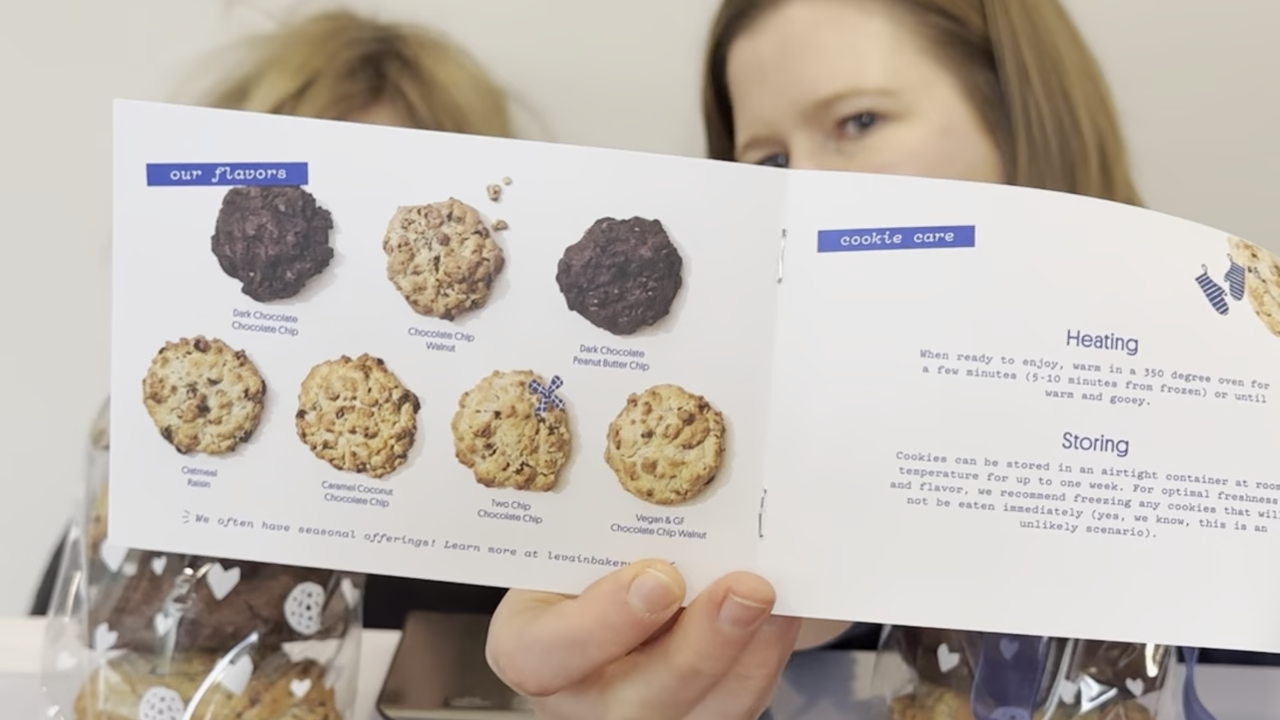 our flavors
Dark Chocolate
Chocolate Chip
Chocolate Chip
Walnut
Dark Chocolate
Peanut Butter Chip
Oatmeal
Raisin
Caramel Coconut
Chocolate Chip
Two Chip
Chocolate Chip
Vegan & GF
Chocolate Chip Walnut
We often have seasonal offerings! Learn more at levainbakery
cookie care
Heating
When ready to enjoy, warm in a 350 degree oven for
a few minutes (5-10 minutes from frozen) or until
warm and gooey.
Storing
Cookies can be stored in an airtight container at room
temperature for up to one week. For optimal freshness
and flavor, we recommend freezing any cookies that will
not be eaten immediately (yes, we know, this is an
unlikely scenario).